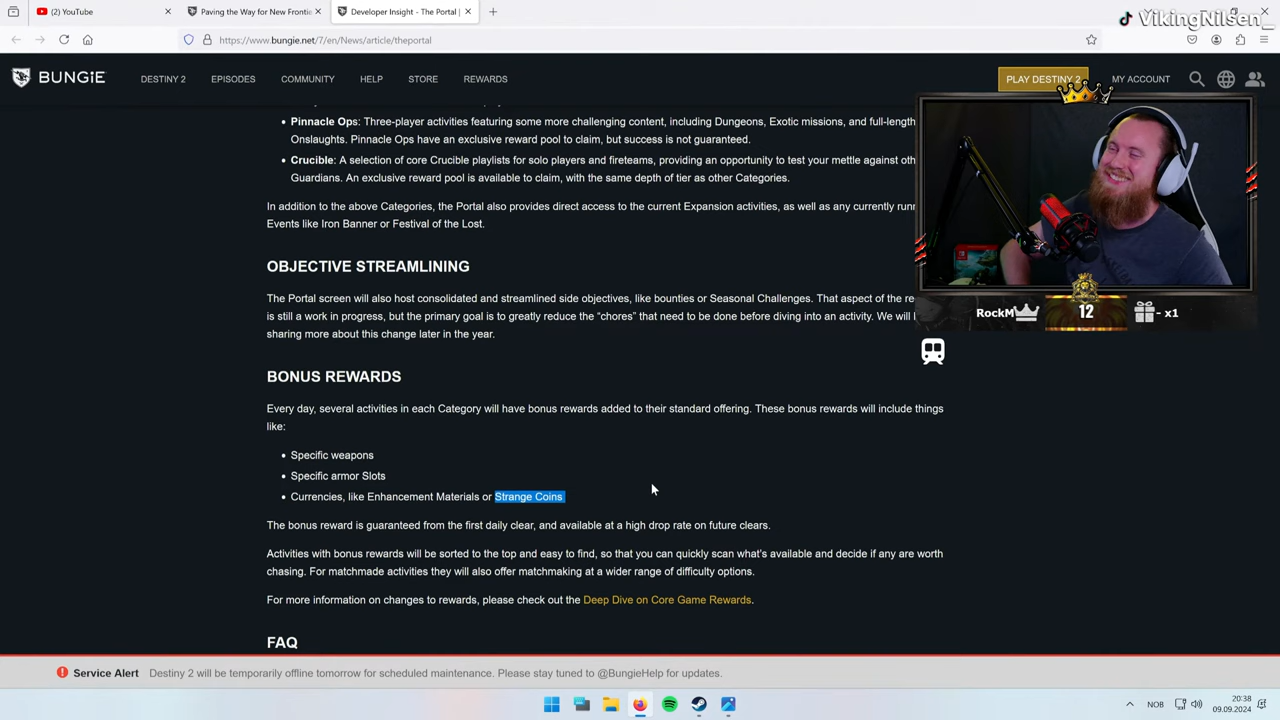 (2) YouTube
Paving the Way for New Frontie
Developer Insight - The Portal |
VikingNilsen_
https://www.bungie.net/7/en/News/article/theportal
BUNGiE
DESTINY 2
EPISODES
COMMUNITY
HELP
STORE
REWARDS
PLAY DESTINY 2
MY ACCOUNT
Pinnacle Ops: Three-player activities featuring some more challenging content, including Dungeons, Exotic missions, and full-length
Onslaughts. Pinnacle Ops have an exclusive reward pool to claim, but success is not guaranteed.
Crucible: A selection of core Crucible playlists for solo players and fireteams, providing an opportunity to test your mettle against oth
Guardians. An exclusive reward pool is available to claim, with the same depth of tier as other Categories.
In addition to the above Categories, the Portal also provides direct access to the current Expansion activities, as well as any currently runn
Events like Iron Banner or Festival of the Lost.
OBJECTIVE STREAMLINING
The Portal screen will also host consolidated and streamlined side objectives, like bounties or Seasonal Challenges. That aspect of the re
is still a work in progress, but the primary goal is to greatly reduce the “chores” that need to be done before diving into an activity. We will
sharing more about this change later in the year.
RockM
12
- x1
BONUS REWARDS
Every day, several activities in each Category will have bonus rewards added to their standard offering. These bonus rewards will include things
like:
Specific weapons
Specific armor Slots
Currencies, like Enhancement Materials or Strange Coins
The bonus reward is guaranteed from the first daily clear, and available at a high drop rate on future clears.
Activities with bonus rewards will be sorted to the top and easy to find, so that you can quickly scan what’s available and decide if any are worth
chasing. For matchmade activities they will also offer matchmaking at a wider range of difficulty options.
For more information on changes to rewards, please check out the Deep Dive on Core Game Rewards.
FAQ
Service Alert Destiny 2 will be temporarily offline tomorrow for scheduled maintenance. Please stay tuned to @BungieHelp for updates.
NOB
20:38
09.09.2024